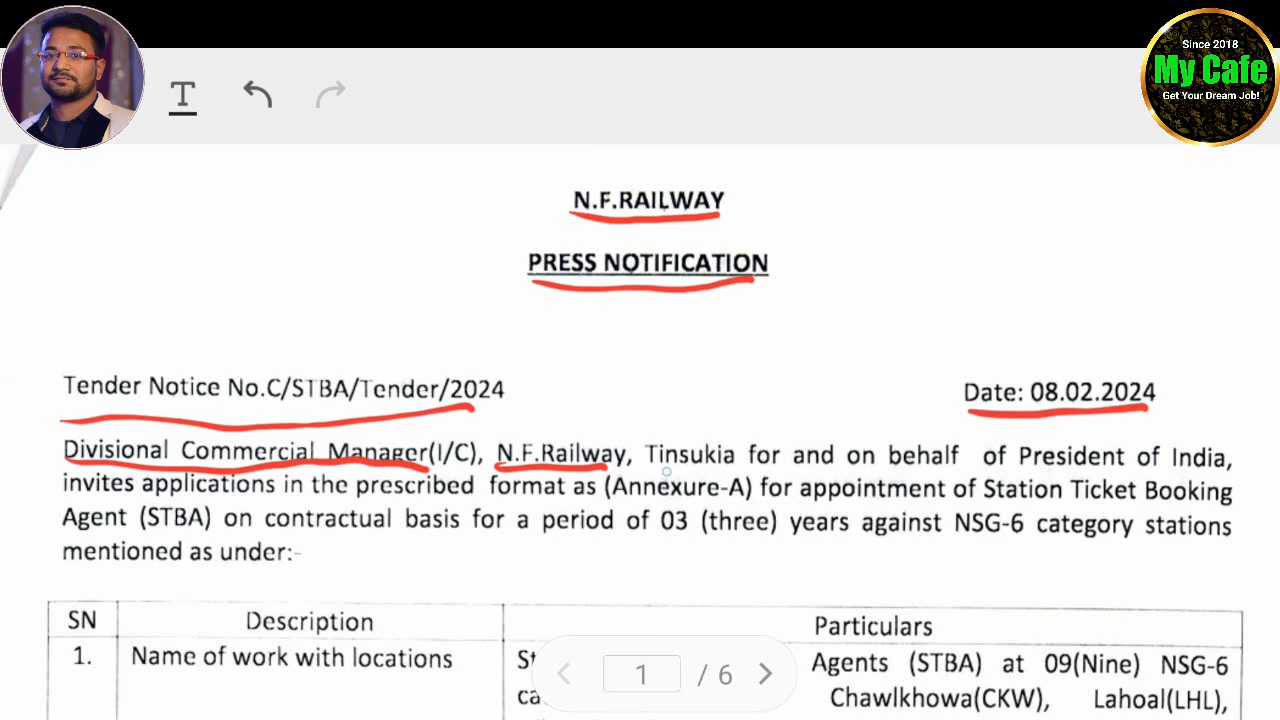 Since 2018
My Cafe
Get Your Dream Job!
T
N.F.RAILWAY
PRESS NOTIFICATION
Tender Notice No.C/STBA/Tender/2024 Date: 08.02.2024
Divisional Commercial Manager(I/C), N.F.Railway, Tinsukia for and on behalf of President of India,
invites applications in the prescribed format as (Annexure-A) for appointment of Station Ticket Booking
Agent (STBA) on contractual basis for a period of 03 (three) years against NSG-6 category stations
mentioned as under:-
SN Description Particulars
1. Name of work with locations Agents (STBA) at 09(Nine) NSG-6
Chawlkhowa(CKW), Lahoal(LHL),
1 / 6